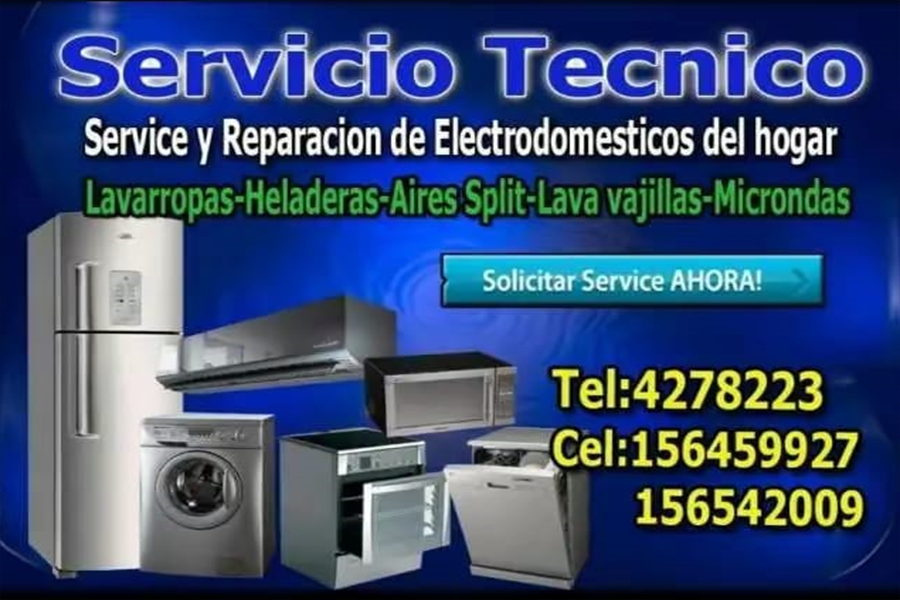 Servicio Tecnico
Service y Reparacion de Electrodomesticos del hogar
Lavarropas-Heladeras-Aires Split-Lava vajillas-Microndas
Solicitar Service AHORA!
Tel:4278223
Cel:156459927
156542009